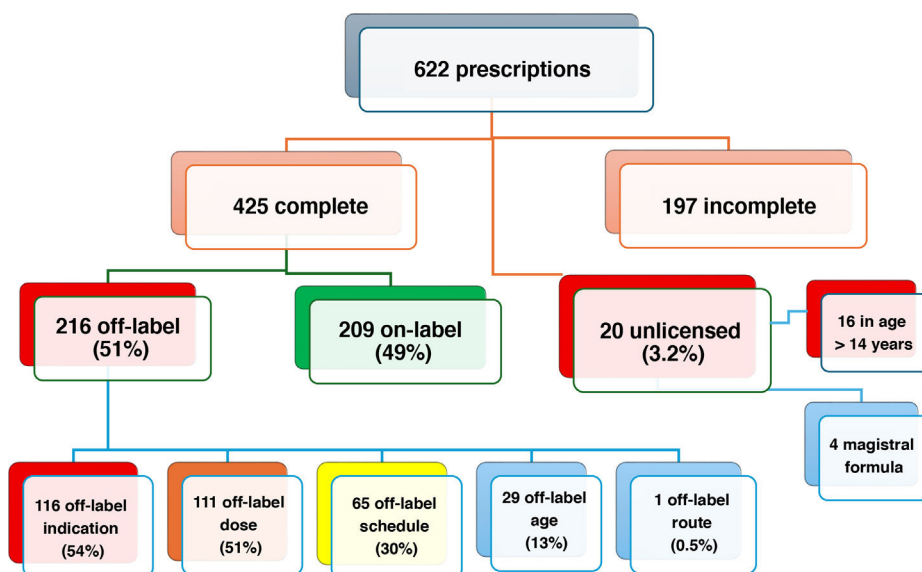 622 prescriptions
425 complete
197 incomplete
216 off-label
(51%)
209 on-label
(49%)
20 unlicensed
(3.2%)
16 in age
> 14 years
4 magistral
formula
116 off-label
indication
(54%)
111 off-label
dose
(51%)
65 off-label
schedule
(30%)
29 off-label
age
(13%)
1 off-label
route
(0.5%)